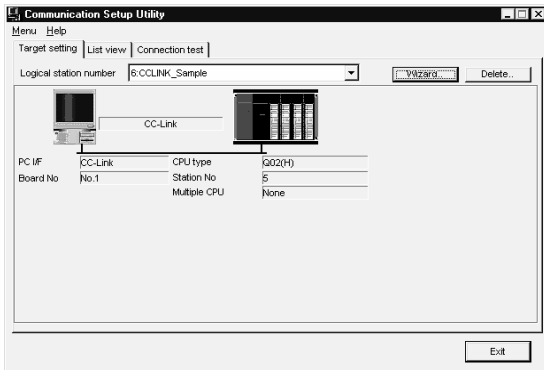 Communication Setup Utility
Menu Help
Target setting List view Connection test
Logical station number 6:CCLINK_Sample Wizard... Delete..
CC-Link
PC I/F CC-Link CPU type Q02(H)
Board No No.1 Station No 5
Multiple CPU None
Exit